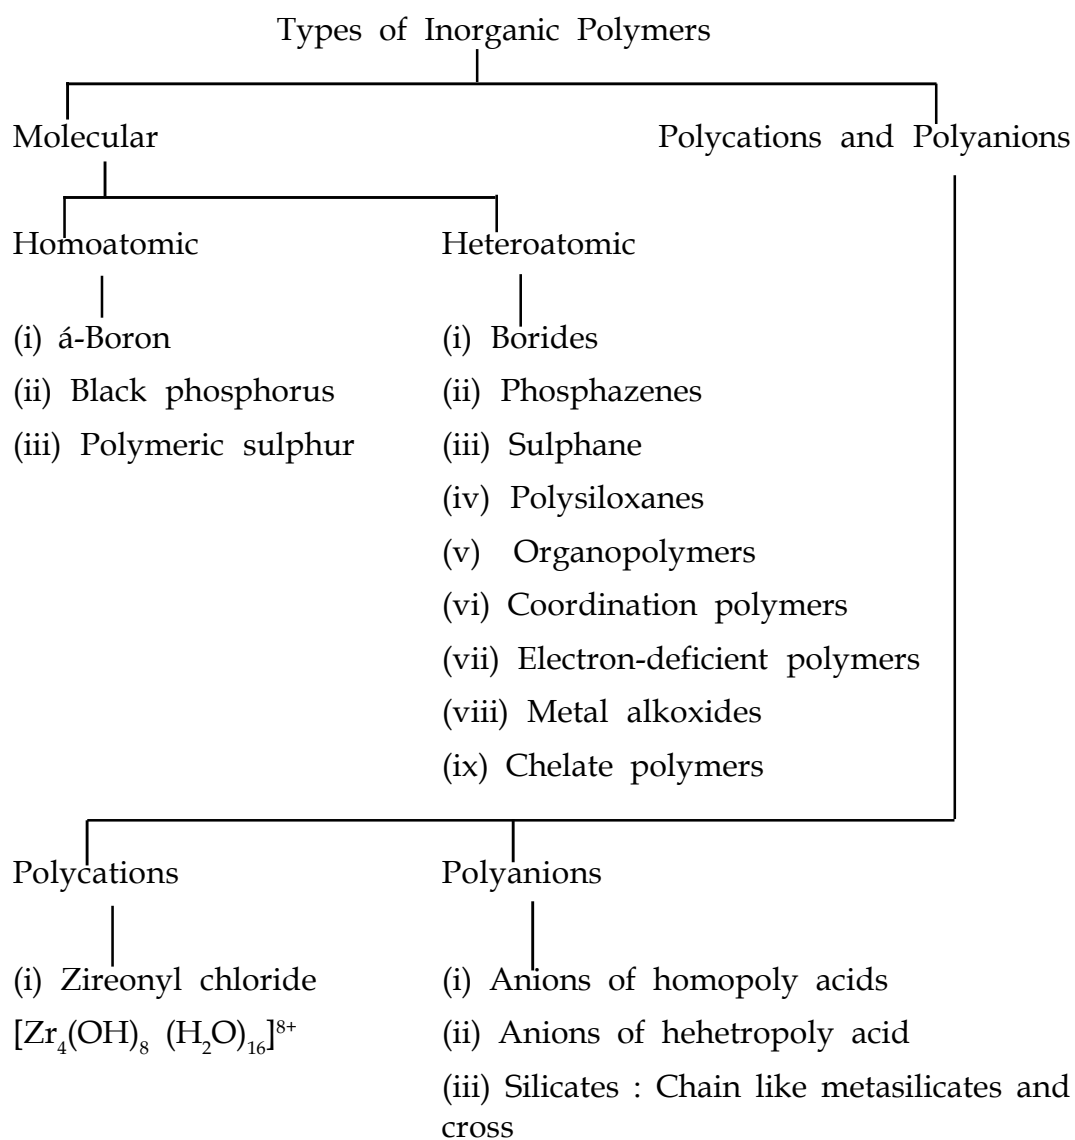 Types of Inorganic Polymers
Molecular
Polycations and Polyanions
Homoatomic
Heteroatomic
(i) á-Boron
(ii) Black phosphorus
(iii) Polymeric sulphur
(i) Borides
(ii) Phosphazenes
(iii) Sulphane
(iv) Polysiloxanes
(v) Organopolymers
(vi) Coordination polymers
(vii) Electron-deficient polymers
(viii) Metal alkoxides
(ix) Chelate polymers
Polycations
Polyanions
(i) Zireonyl chloride
[Zr₄(OH)₈ (H₂O)₁₆]⁸⁺
(i) Anions of homopoly acids
(ii) Anions of hehetropoly acid
(iii) Silicates : Chain like metasilicates and
cross